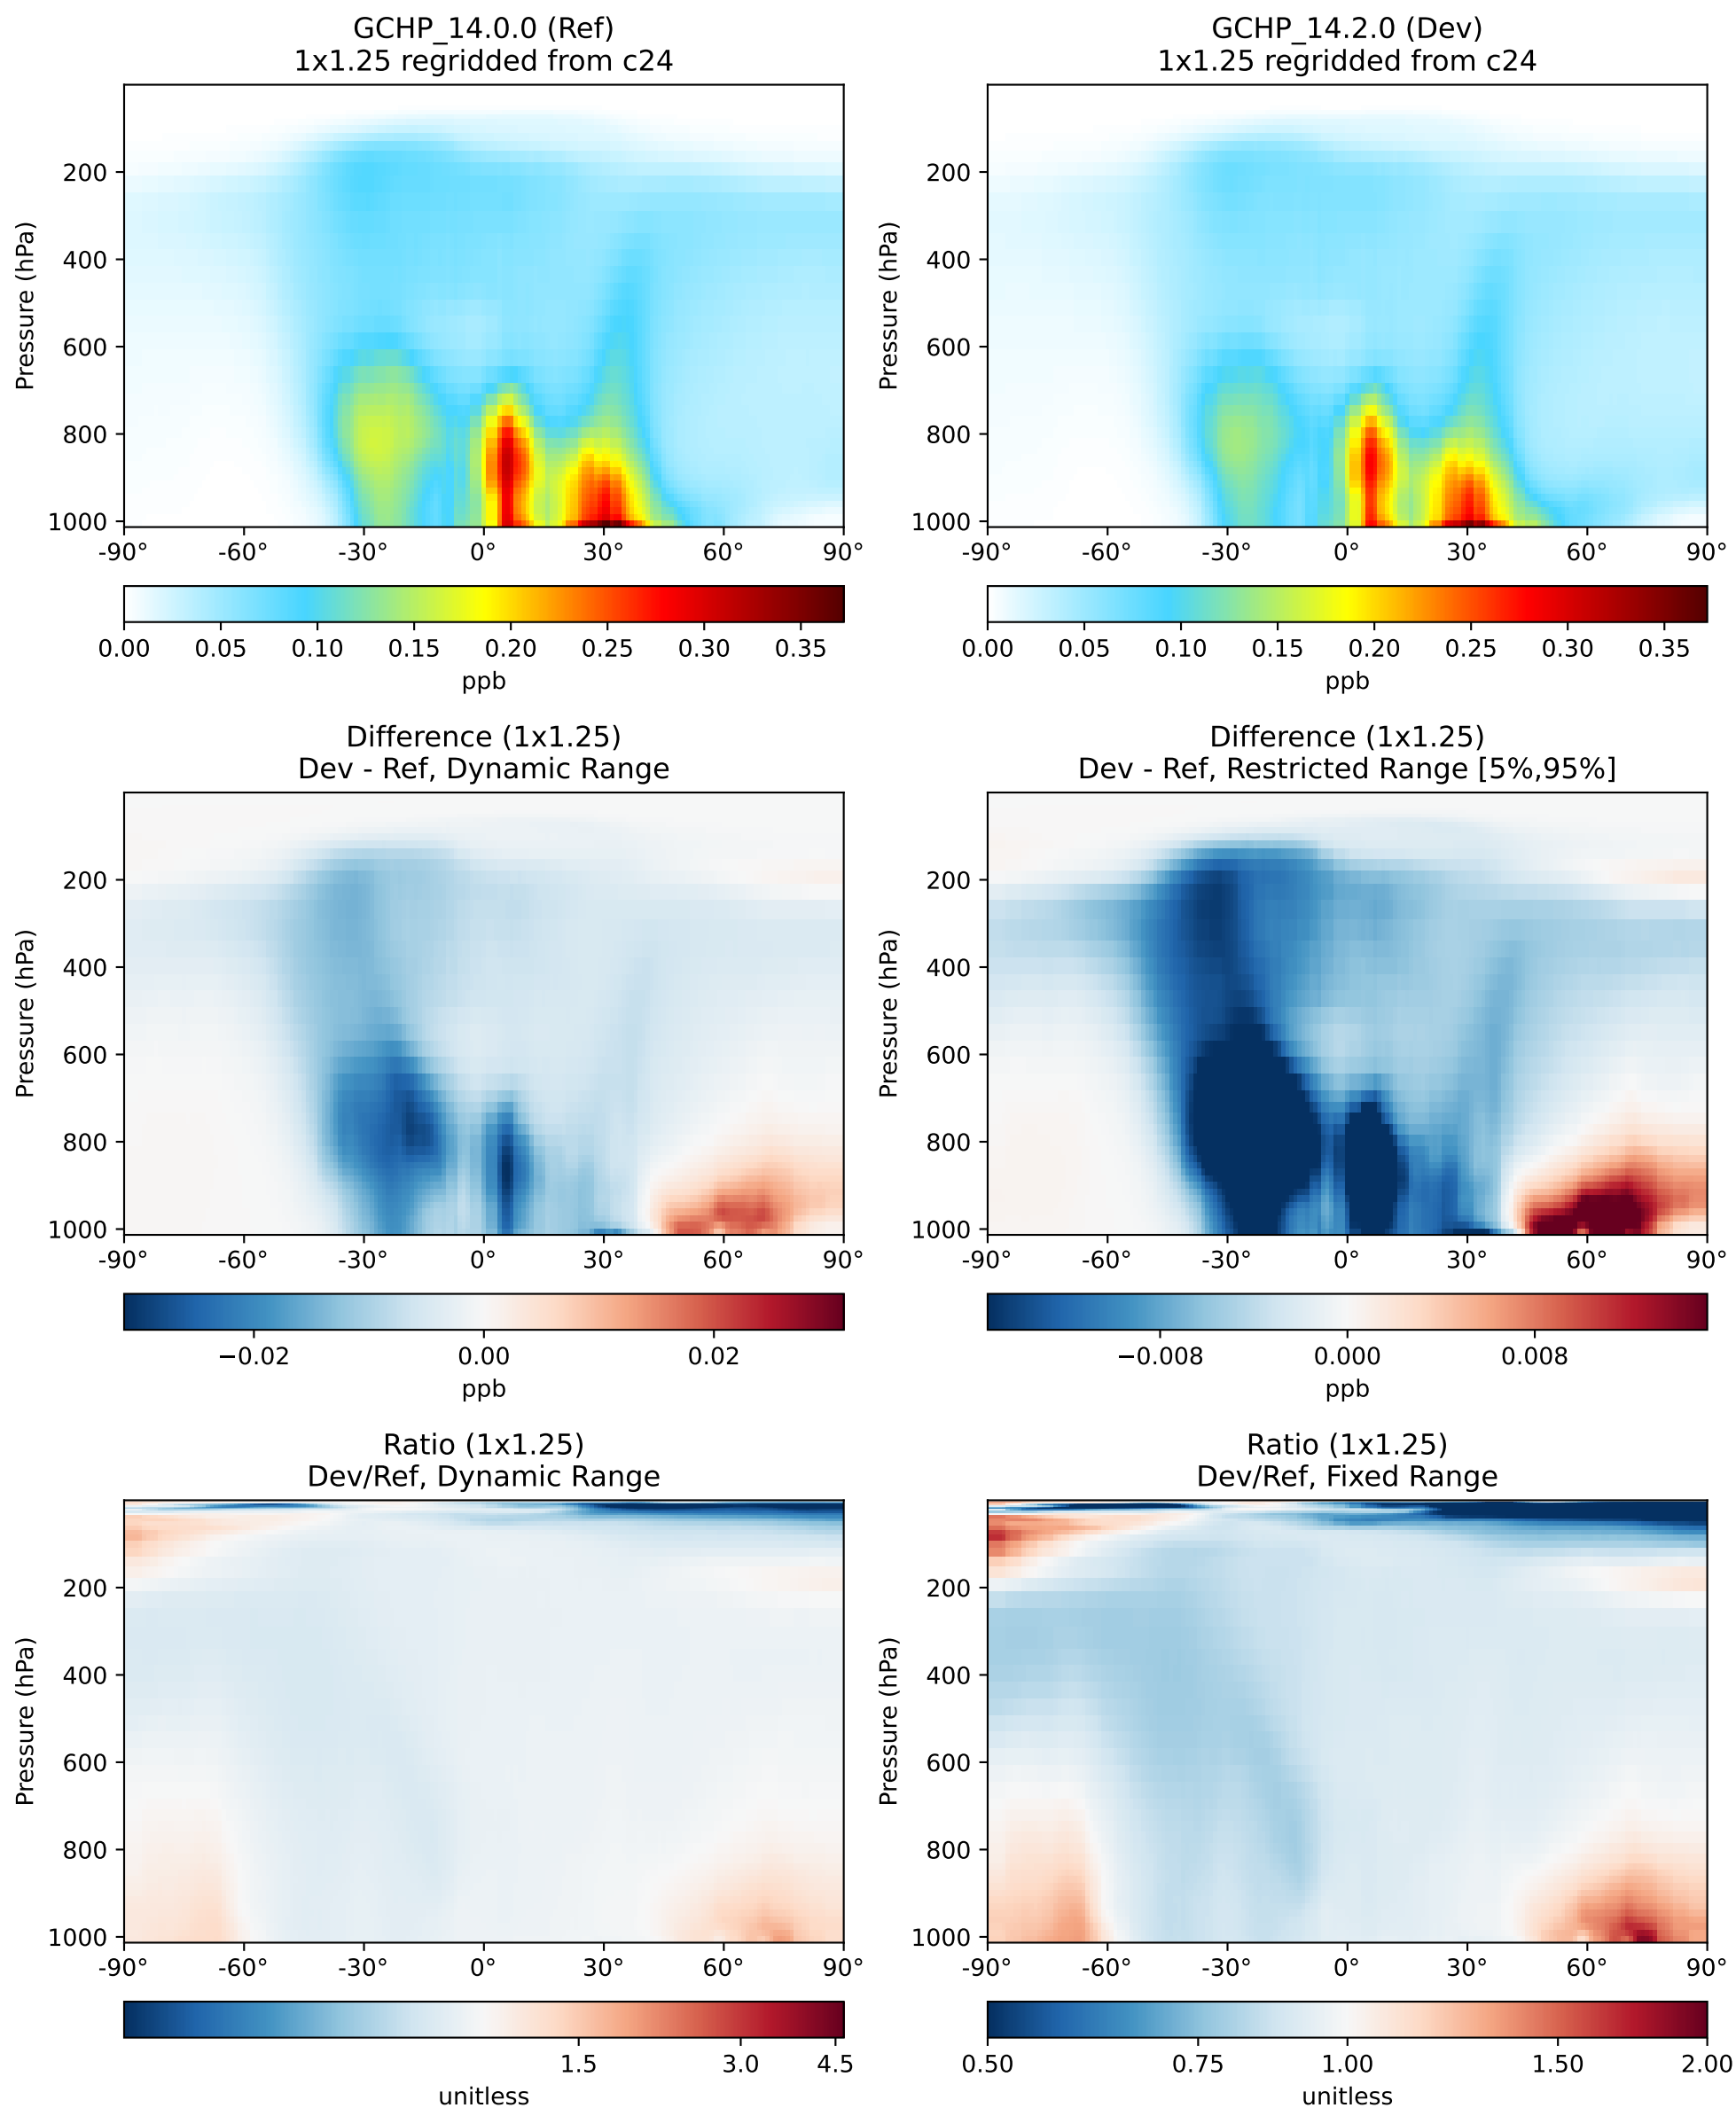 GCHP_14.0.0 (Ref)
1x1.25 regridded from c24
Pressure (hPa)
200
400
600
800
1000
-90° -60° -30° 0° 30° 60° 90°
0.00 0.05 0.10 0.15 0.20 0.25 0.30 0.35
ppb
GCHP_14.2.0 (Dev)
1x1.25 regridded from c24
Pressure (hPa)
200
400
600
800
1000
-90° -60° -30° 0° 30° 60° 90°
0.00 0.05 0.10 0.15 0.20 0.25 0.30 0.35
ppb
Difference (1x1.25)
Dev - Ref, Dynamic Range
Pressure (hPa)
200
400
600
800
1000
-90° -60° -30° 0° 30° 60° 90°
−0.02 0.00 0.02
ppb
Difference (1x1.25)
Dev - Ref, Restricted Range [5%,95%]
Pressure (hPa)
200
400
600
800
1000
-90° -60° -30° 0° 30° 60° 90°
−0.008 0.000 0.008
ppb
Ratio (1x1.25)
Dev/Ref, Dynamic Range
Pressure (hPa)
200
400
600
800
1000
-90° -60° -30° 0° 30° 60° 90°
1.5 3.0 4.5
unitless
Ratio (1x1.25)
Dev/Ref, Fixed Range
Pressure (hPa)
200
400
600
800
1000
-90° -60° -30° 0° 30° 60° 90°
0.50 0.75 1.00 1.50 2.00
unitless